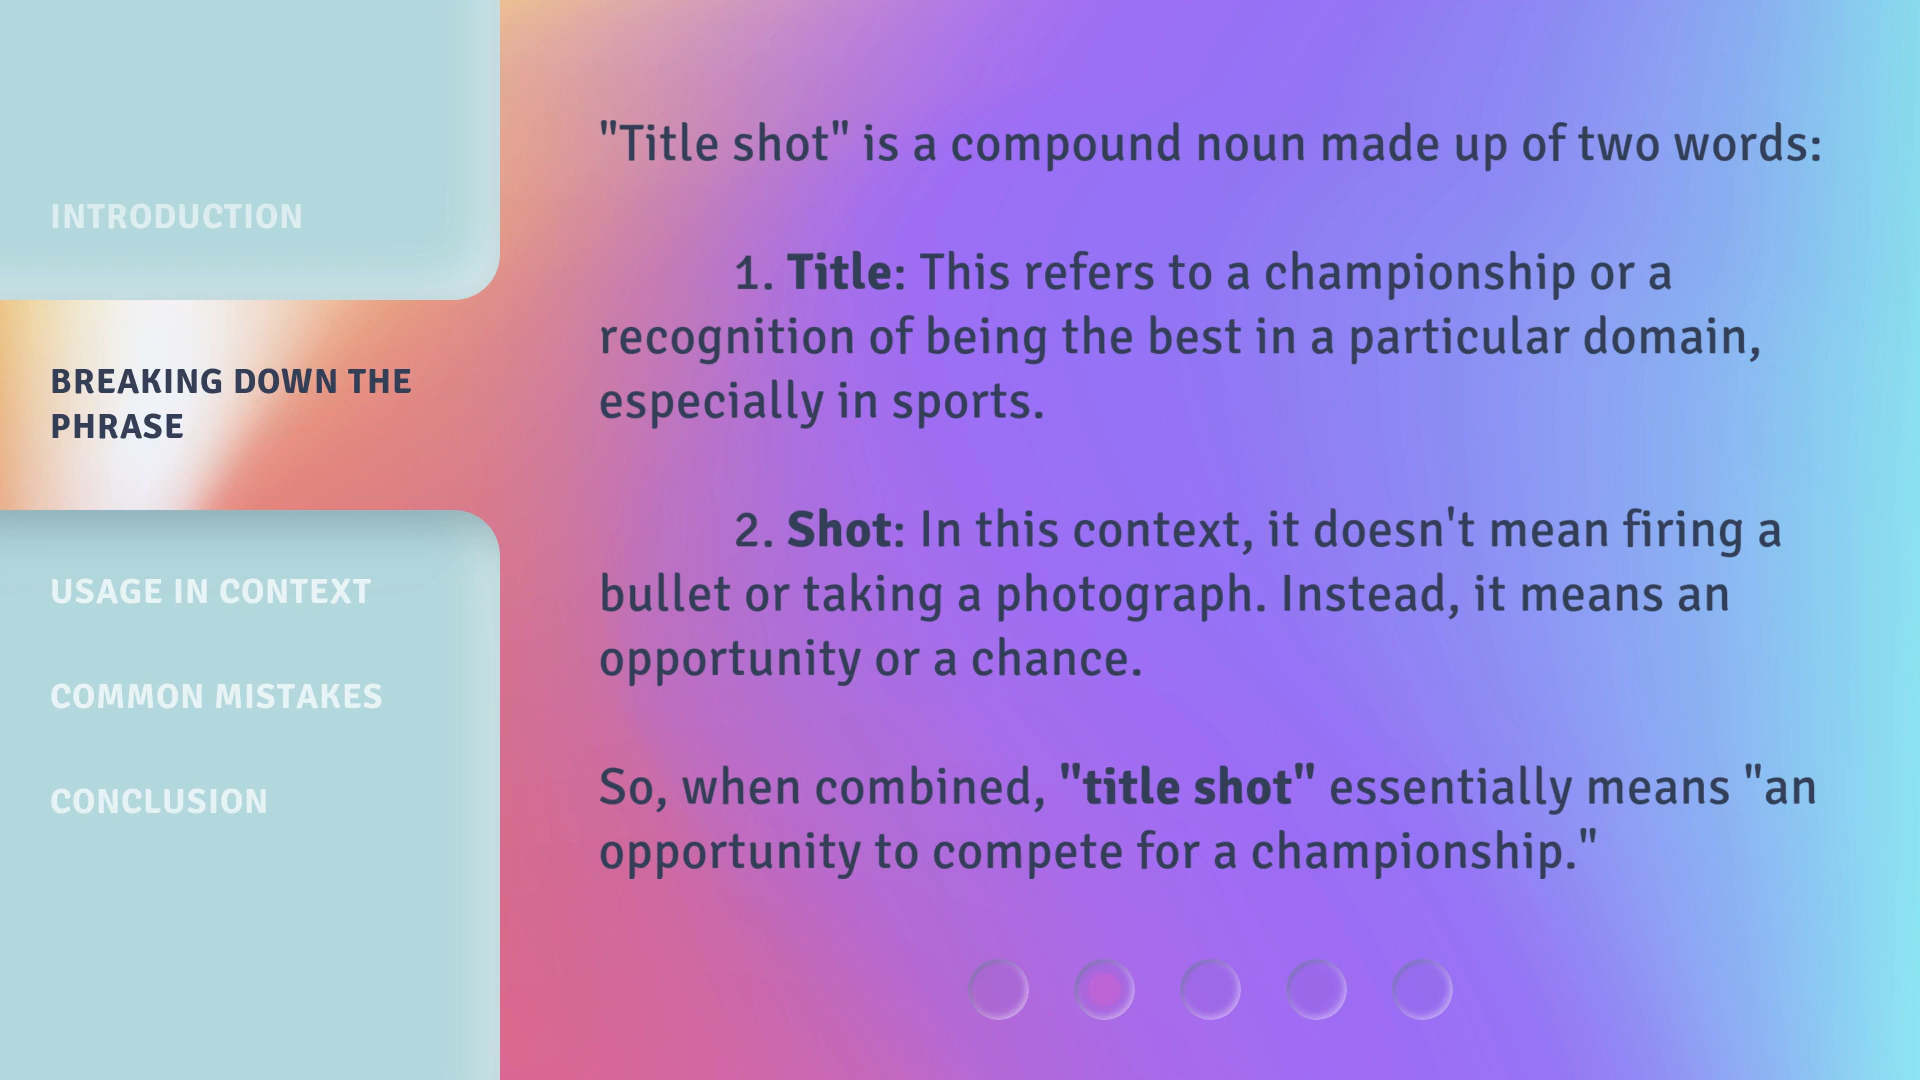 INTRODUCTION
BREAKING DOWN THE
PHRASE
USAGE IN CONTEXT
COMMON MISTAKES
CONCLUSION
"Title shot" is a compound noun made up of two words:
1. Title: This refers to a championship or a
recognition of being the best in a particular domain,
especially in sports.
2. Shot: In this context, it doesn't mean firing a
bullet or taking a photograph. Instead, it means an
opportunity or a chance.
So, when combined, "title shot" essentially means "an
opportunity to compete for a championship."